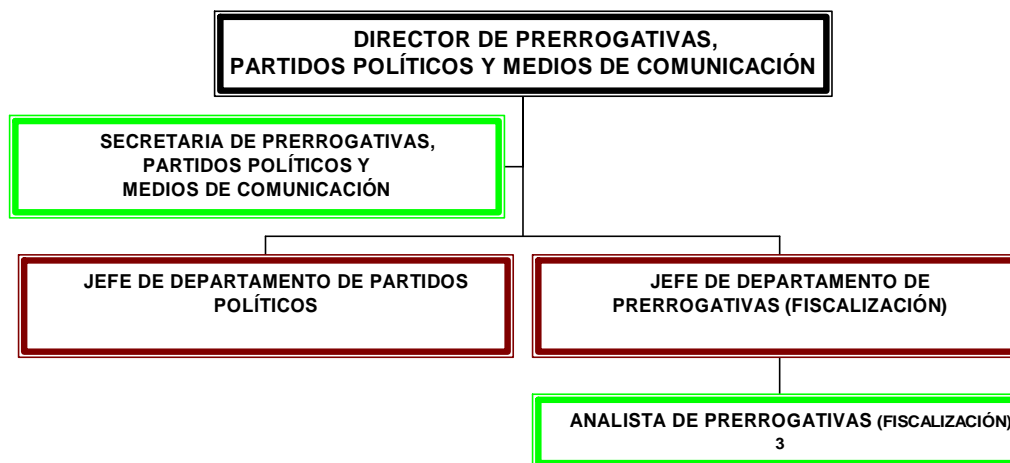 DIRECTOR DE PRERROGATIVAS,
PARTIDOS POLÍTICOS Y MEDIOS DE COMUNICACIÓN
SECRETARIA DE PRERROGATIVAS,
PARTIDOS POLÍTICOS Y
MEDIOS DE COMUNICACIÓN
JEFE DE DEPARTAMENTO DE PARTIDOS
POLÍTICOS
JEFE DE DEPARTAMENTO DE
PRERROGATIVAS (FISCALIZACIÓN)
ANALISTA DE PRERROGATIVAS (FISCALIZACIÓN)
3